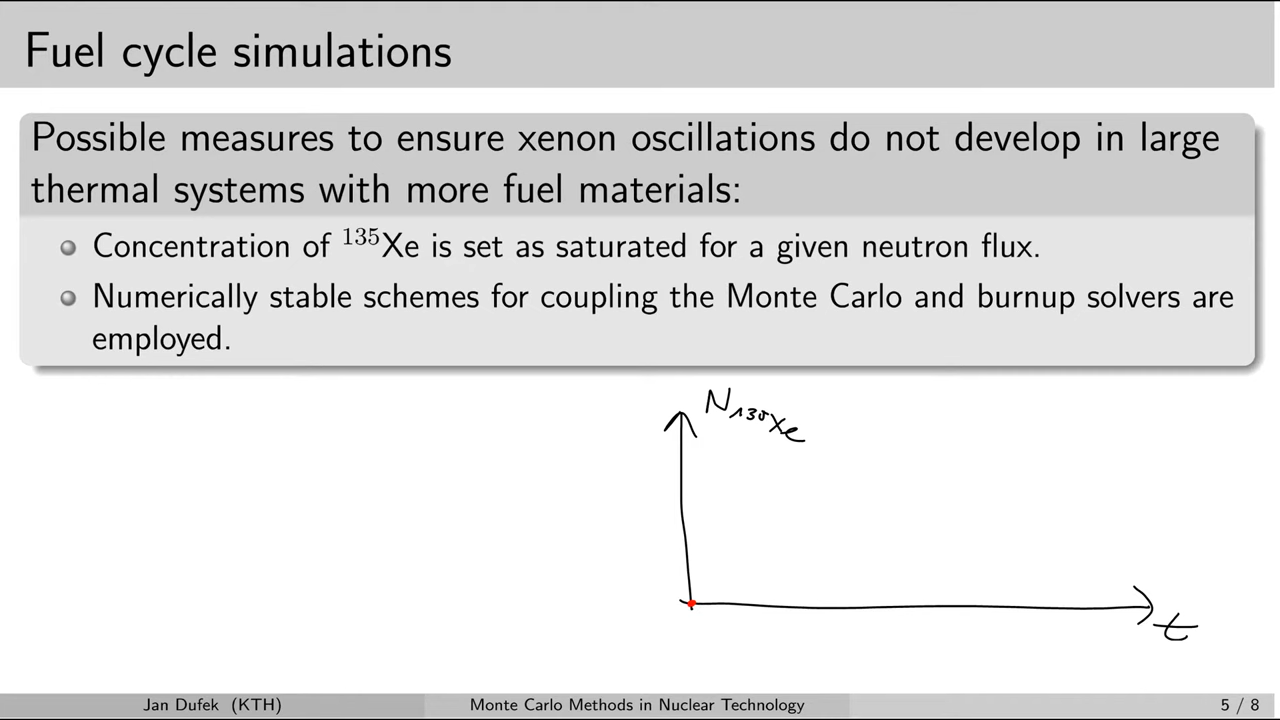 Fuel cycle simulations
Possible measures to ensure xenon oscillations do not develop in large
thermal systems with more fuel materials:
Concentration of ¹³⁵Xe is set as saturated for a given neutron flux.
Numerically stable schemes for coupling the Monte Carlo and burnup solvers are
employed.
N₁₃₅Xe
t
Jan Dufek (KTH)
Monte Carlo Methods in Nuclear Technology
5 / 8